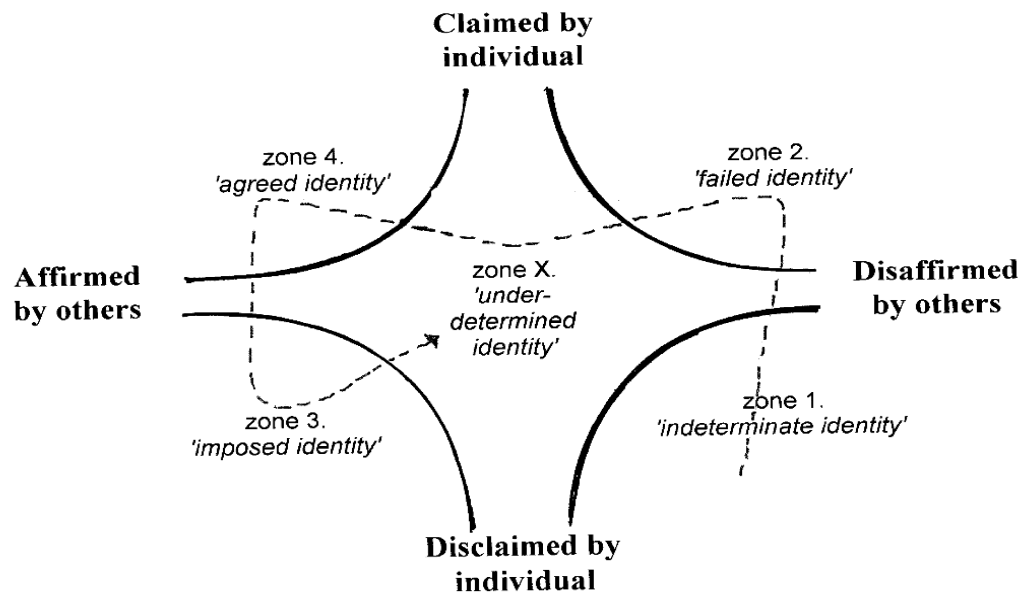 Claimed by
individual
zone 4.
'agreed identity'
zone 2.
'failed identity'
Affirmed
by others
zone X.
'under-
determined
identity'
Disaffirmed
by others
zone 3.
'imposed identity'
zone 1.
'indeterminate identity'
Disclaimed by
individual